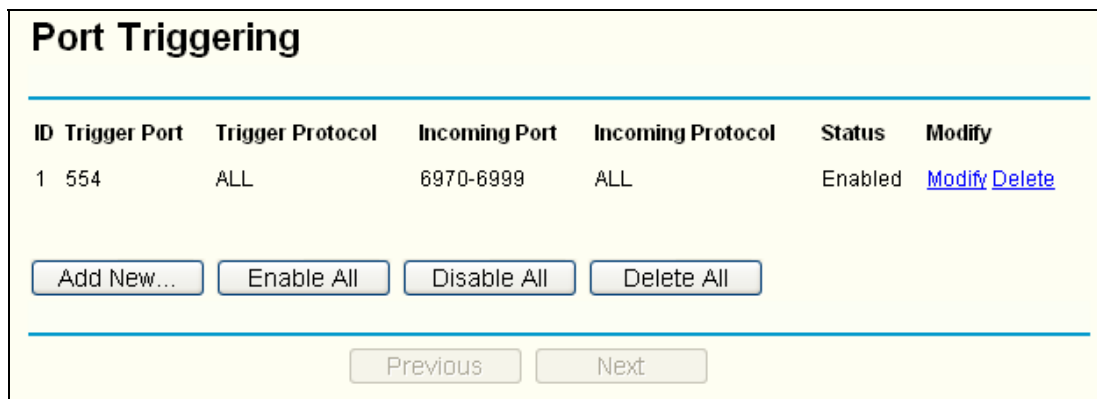 Port Triggering
ID Trigger Port Trigger Protocol Incoming Port Incoming Protocol Status Modify
1 554 ALL 6970-6999 ALL Enabled Modify Delete
Add New... Enable All Disable All Delete All
Previous Next